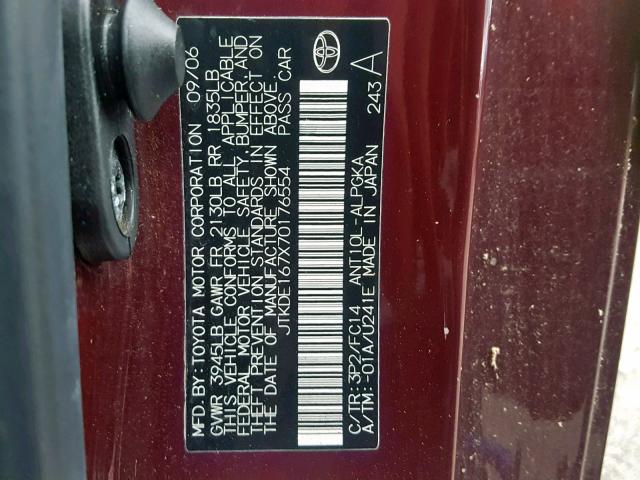 MFD. BY: TOYOTA MOTOR CORPORATION 09/06
GVWR 3945LB GAWR FR 2130LB RR 1835LB
THIS VEHICLE CONFORMS TO ALL APPLICABLE
FEDERAL MOTOR VEHICLE SAFETY, BUMPER, AND
THEFT PREVENTION STANDARDS IN EFFECT ON
THE DATE OF MANUFACTURE SHOWN ABOVE.
JTKDE167X70176554 PASS CAR
C/TR:3P2/FC14 ANT10L-ALPGKA
A/TM:-01A/U241E MADE IN JAPAN 243 A